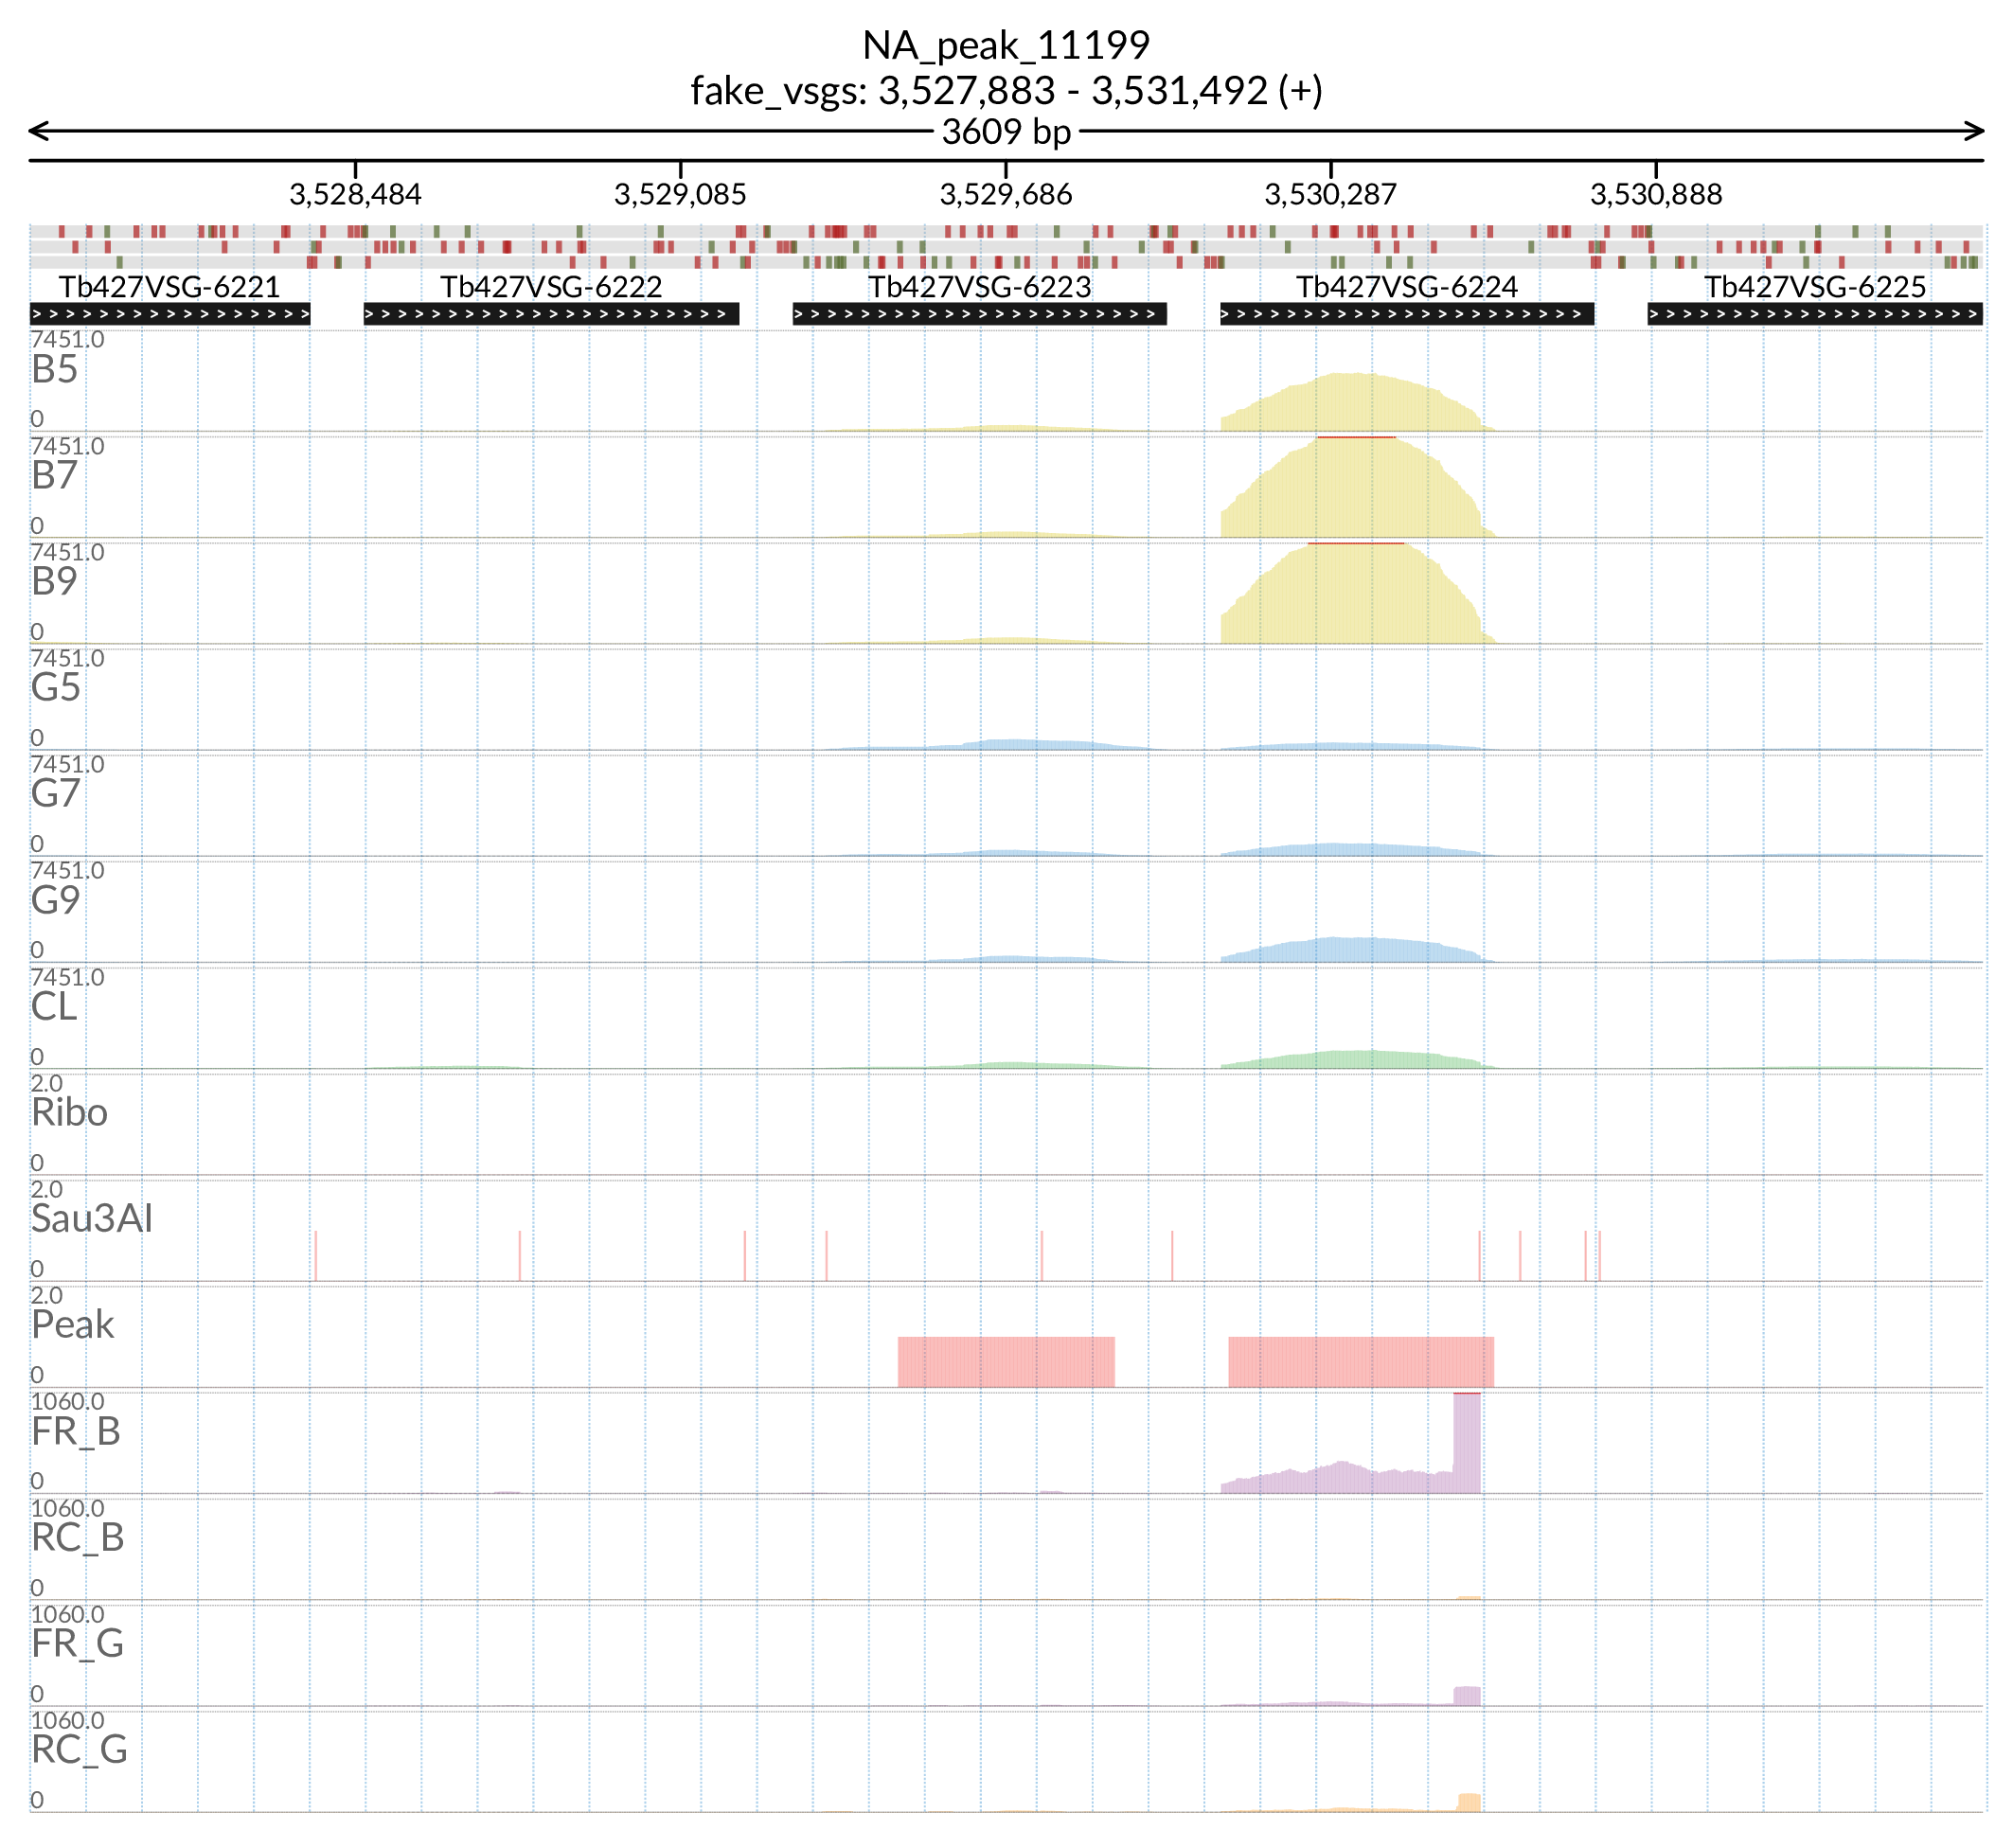 NA_peak_11199
fake_vsgs: 3,527,883 - 3,531,492 (+)
3609 bp
3,528,484 3,529,085 3,529,686 3,530,287 3,530,888
Tb427VSG-6221 Tb427VSG-6222 Tb427VSG-6223 Tb427VSG-6224 Tb427VSG-6225
7451.0
B5
0
7451.0
B7
0
7451.0
B9
0
7451.0
G5
0
7451.0
G7
0
7451.0
G9
0
7451.0
CL
0
2.0
Ribo
0
2.0
Sau3AI
0
2.0
Peak
0
1060.0
FR_B
0
1060.0
RC_B
0
1060.0
FR_G
0
1060.0
RC_G
0